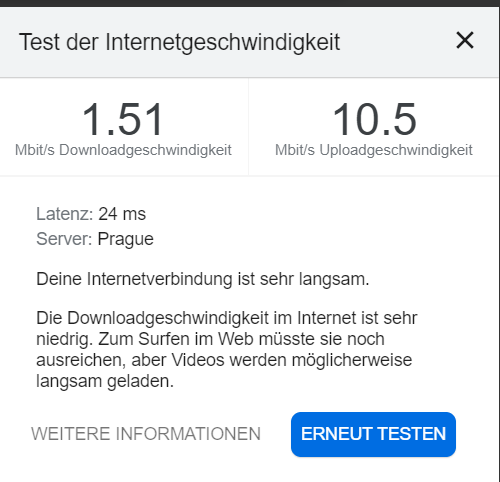 Test der Internetgeschwindigkeit
1.51
Mbit/s Downloadgeschwindigkeit
10.5
Mbit/s Uploadgeschwindigkeit
Latenz: 24 ms
Server: Prague
Deine Internetverbindung ist sehr langsam.
Die Downloadgeschwindigkeit im Internet ist sehr
niedrig. Zum Surfen im Web müsste sie noch
ausreichen, aber Videos werden möglicherweise
langsam geladen.
WEITERE INFORMATIONEN
ERNEUT TESTEN